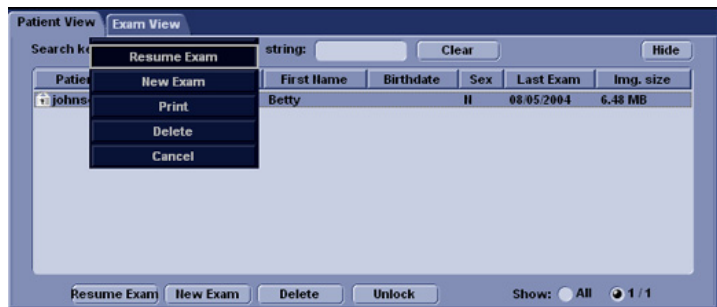 Patient View Exam View
Search ke string: Clear Hide
Resume Exam
Patie First Name Birthdate Sex Last Exam Img. size
New Exam
johns Betty N 08/05/2004 6.48 MB
Print
Delete
Cancel
Resume Exam New Exam Delete Unlock Show: All 1/1